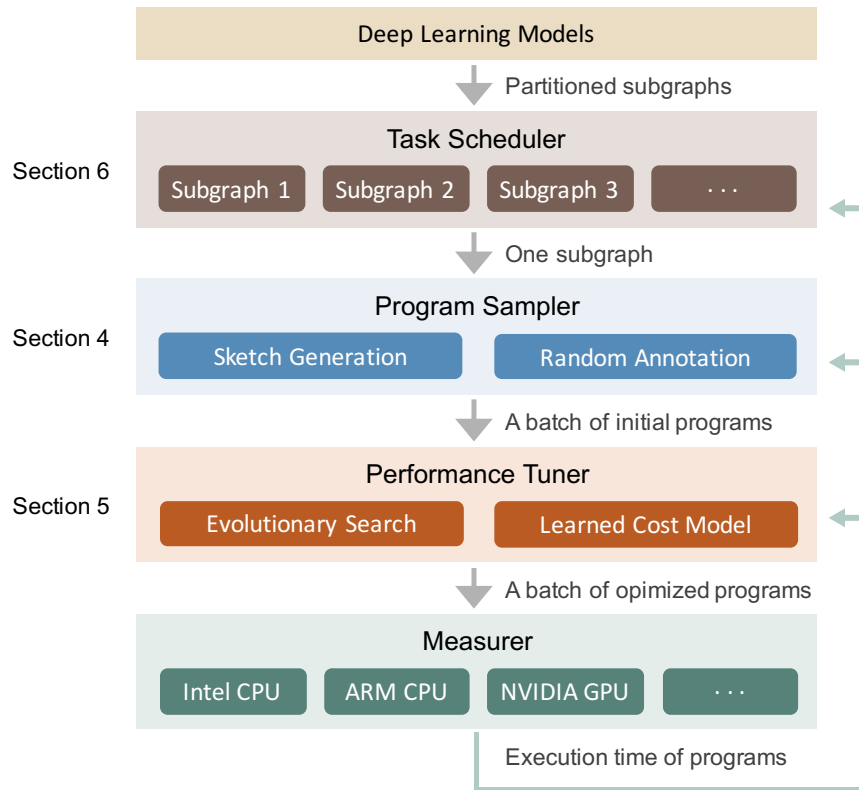 Deep Learning Models
Partitioned subgraphs
Task Scheduler
Section 6
Subgraph 1 Subgraph 2 Subgraph 3 · · ·
One subgraph
Program Sampler
Section 4
Sketch Generation Random Annotation
A batch of initial programs
Performance Tuner
Section 5
Evolutionary Search Learned Cost Model
A batch of opimized programs
Measurer
Intel CPU ARM CPU NVIDIA GPU · · ·
Execution time of programs